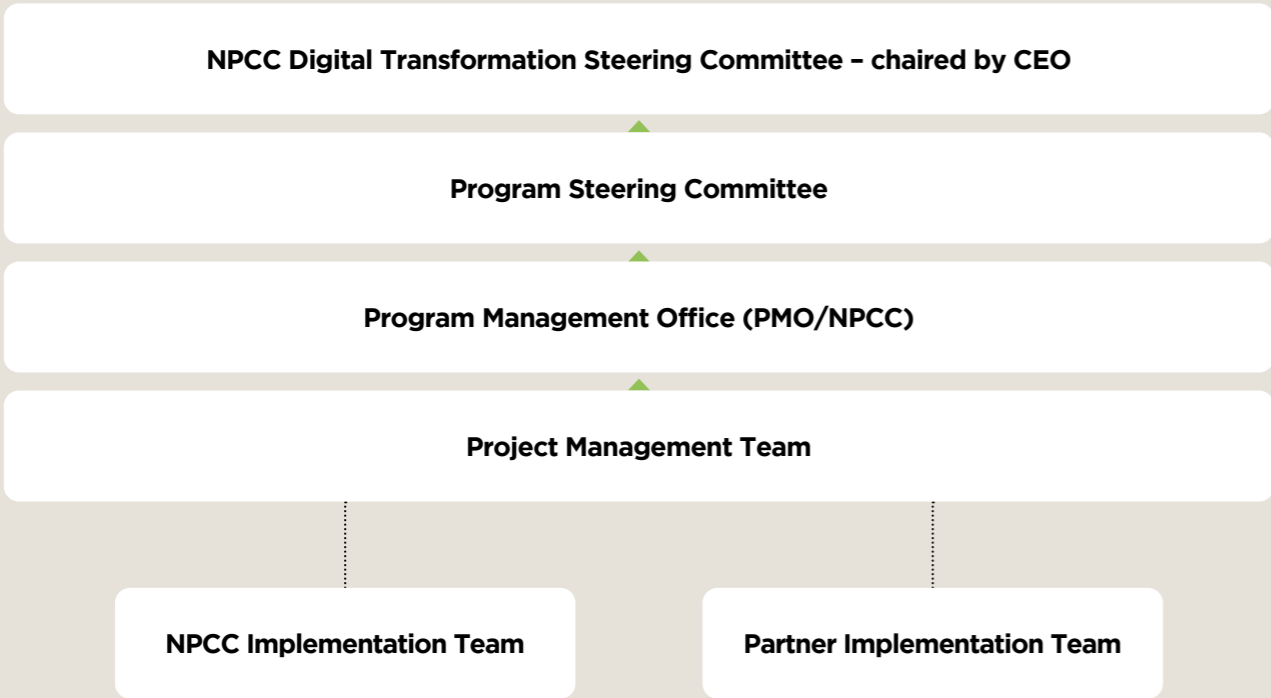 NPCC Digital Transformation Steering Committee – chaired by CEO
Program Steering Committee
Program Management Office (PMO/NPCC)
Project Management Team
NPCC Implementation Team
Partner Implementation Team